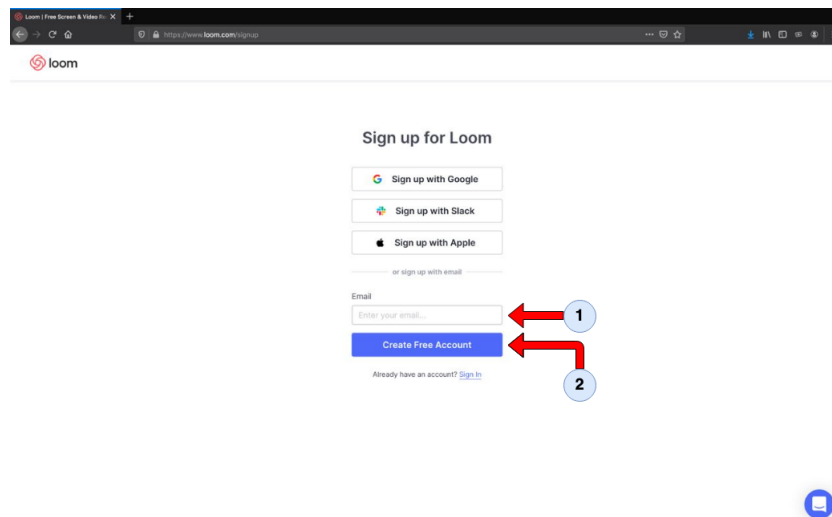 Loom | Free Screen & Video Re
https://www.loom.com/signup
loom
Sign up for Loom
Sign up with Google
Sign up with Slack
Sign up with Apple
or sign up with email
Email
Enter your email...
1
Create Free Account
Already have an account? Sign In
2